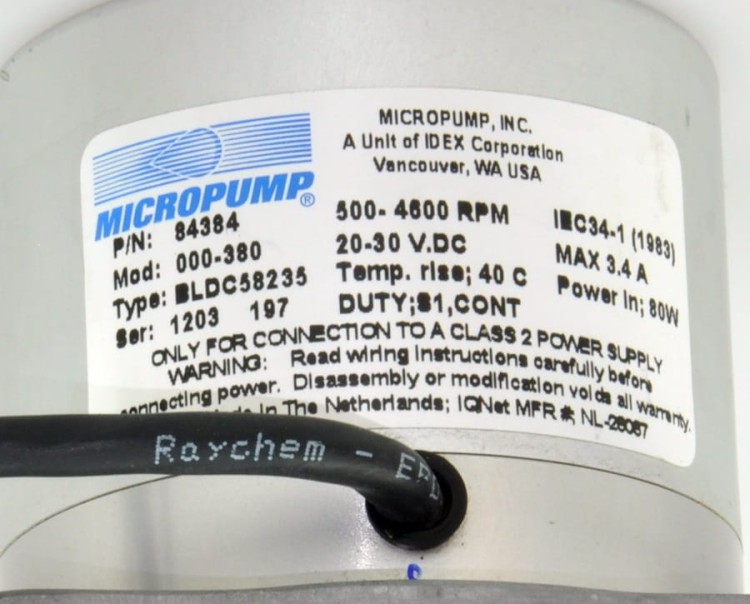 MICROPUMP, INC.
A Unit of IDEX Corporation
Vancouver, WA USA
MICROPUMP®
P/N: 84384
Mod: 000-380
Type: BLDC58235
Ser: 1203 197
500-4600 RPM
20-30 V.DC
Temp. rise; 40 C
DUTY;S1,CONT
IEC34-1 (1983)
MAX 3.4 A
Power in; 80W
ONLY FOR CONNECTION TO A CLASS 2 POWER SUPPLY
WARNING: Read wiring instructions carefully before
connecting power. Disassembly or modification voids all warranty.
in The Netherlands; IQNet MFR #; NL-28067
Raychem -